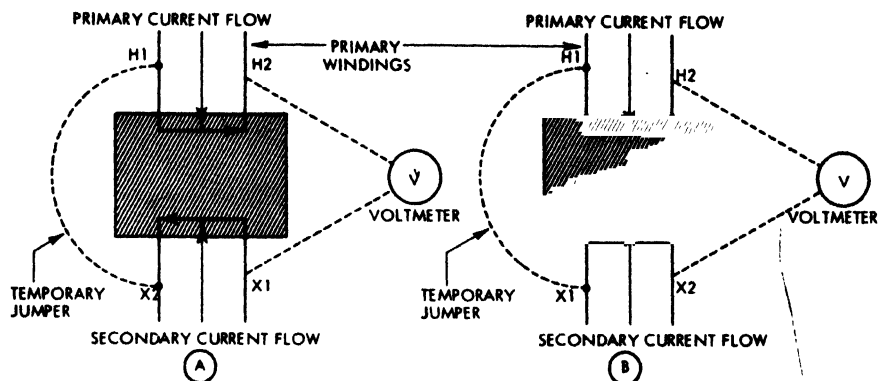 PRIMARY CURRENT FLOW
H1
H2
PRIMARY
WINDINGS
V
VOLTMETER
TEMPORARY
JUMPER
X2
X1
SECONDARY CURRENT FLOW
A
PRIMARY CURRENT FLOW
H1
H2
V
VOLTMETER
TEMPORARY
JUMPER
X1
X2
SECONDARY CURRENT FLOW
B